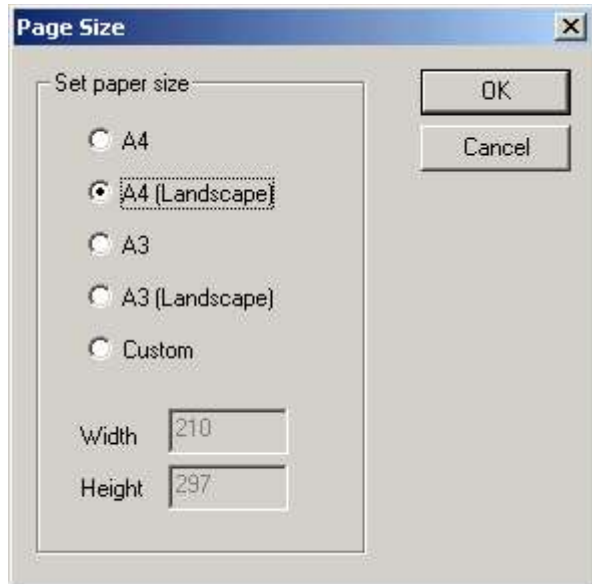 Page Size
Set paper size
OK
A4
Cancel
A4 (Landscape)
A3
A3 (Landscape)
Custom
Width 210
Height 297